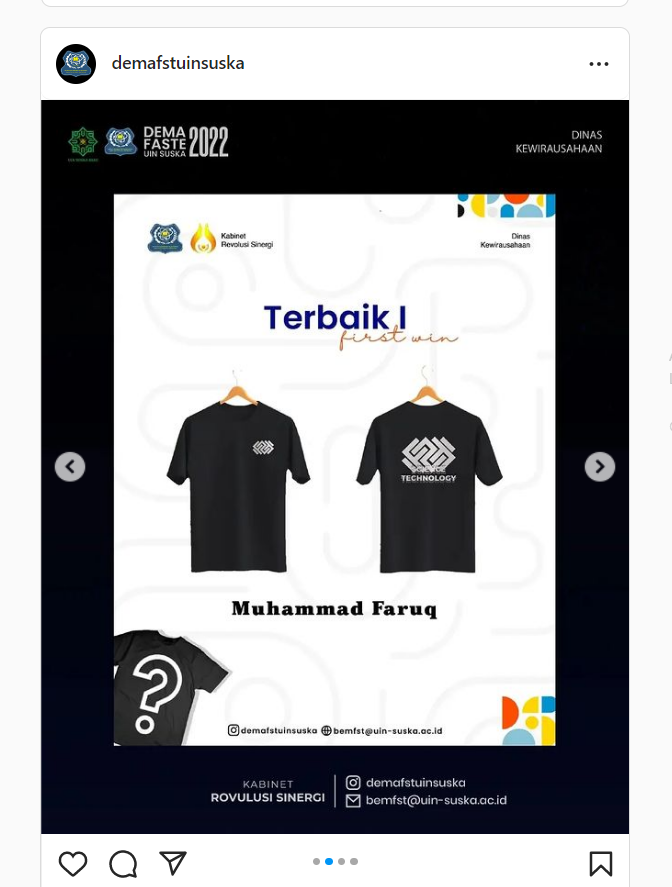 demafstuinsuska
DEMA
FASTE
UIN SUSKA
2022
DINAS
KEWIRAUSAHAAN
Kabinet
Revolusi Sinergi
Dinas
Kewirausahaan
Terbaik I
first win
SCIENCE
TECHNOLOGY
Muhammad Faruq
?
demafstuinsuska bemfst@uin-suska.ac.id
KABINET
ROVULUSI SINERGI
demafstuinsuska
bemfst@uin-suska.ac.id